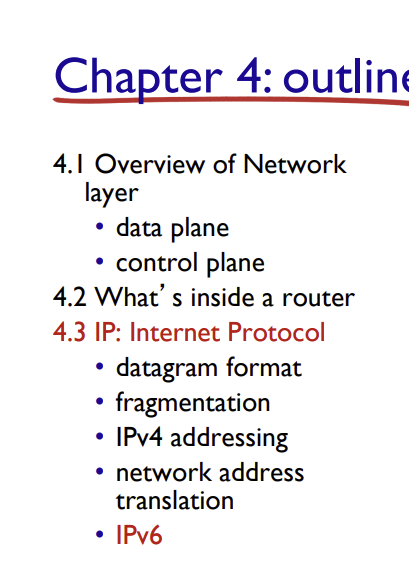 Chapter 4: outline
4.1 Overview of Network
layer
• data plane
• control plane
4.2 What’s inside a router
4.3 IP: Internet Protocol
• datagram format
• fragmentation
• IPv4 addressing
• network address
translation
• IPv6